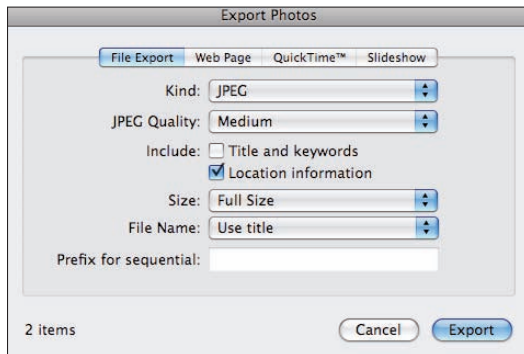 Export Photos
File Export Web Page QuickTime™ Slideshow
Kind: JPEG
JPEG Quality: Medium
Include: Title and keywords
Location information
Size: Full Size
File Name: Use title
Prefix for sequential:
2 items Cancel Export